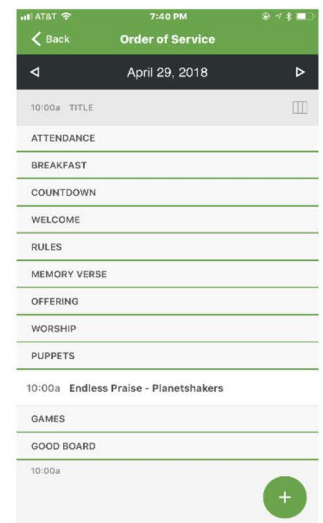 AT&T 7:40 PM
Back Order of Service
April 29, 2018
10:00a TITLE
ATTENDANCE
BREAKFAST
COUNTDOWN
WELCOME
RULES
MEMORY VERSE
OFFERING
WORSHIP
PUPPETS
10:00a Endless Praise - Planetshakers
GAMES
GOOD BOARD
10:00a
+